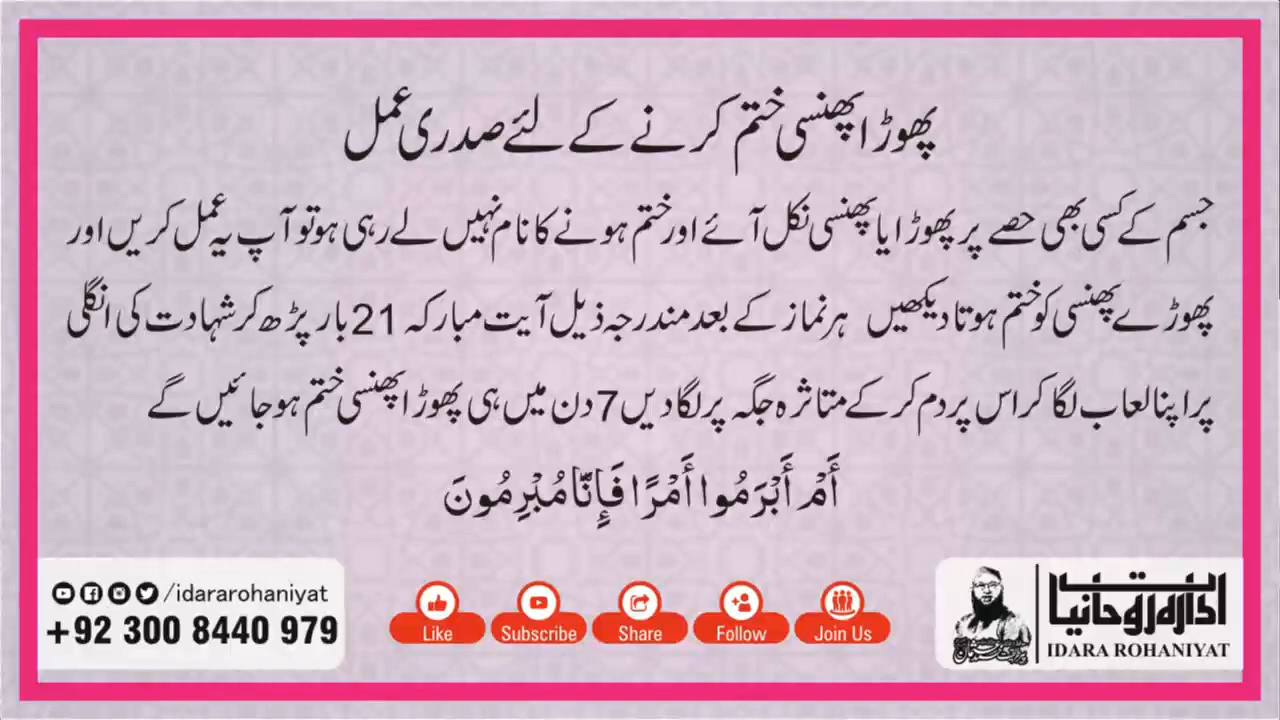 پھوڑا پھنسی ختم کرنے کے لئے صدری عمل
جسم کے کسی بھی حصے پر پھوڑا یا پھنسی نکل آئے اور ختم ہونے کا نام نہیں لے رہی ہو تو آپ یہ عمل کریں اور
پھوڑے پھنسی کو ختم ہوتا دیکھیں ہر نماز کے بعد مندرجہ ذیل آیت مبارکہ 21 بار پڑھ کر شہادت کی انگلی
پر اپنا لعاب لگا کر اس پر دم کر کے متاثرہ جگہ پر لگا دیں 7 دن میں ہی پھوڑا پھنسی ختم ہو جائیں گے
أَمْ أَبْرَمُوا أَمْرًا فَإِنَّا مُبْرِمُونَ
/idararohaniyat
+92 300 8440 979
Like
Subscribe
Share
Follow
Join Us
ادارہ روحانیات
IDARA ROHANIYAT